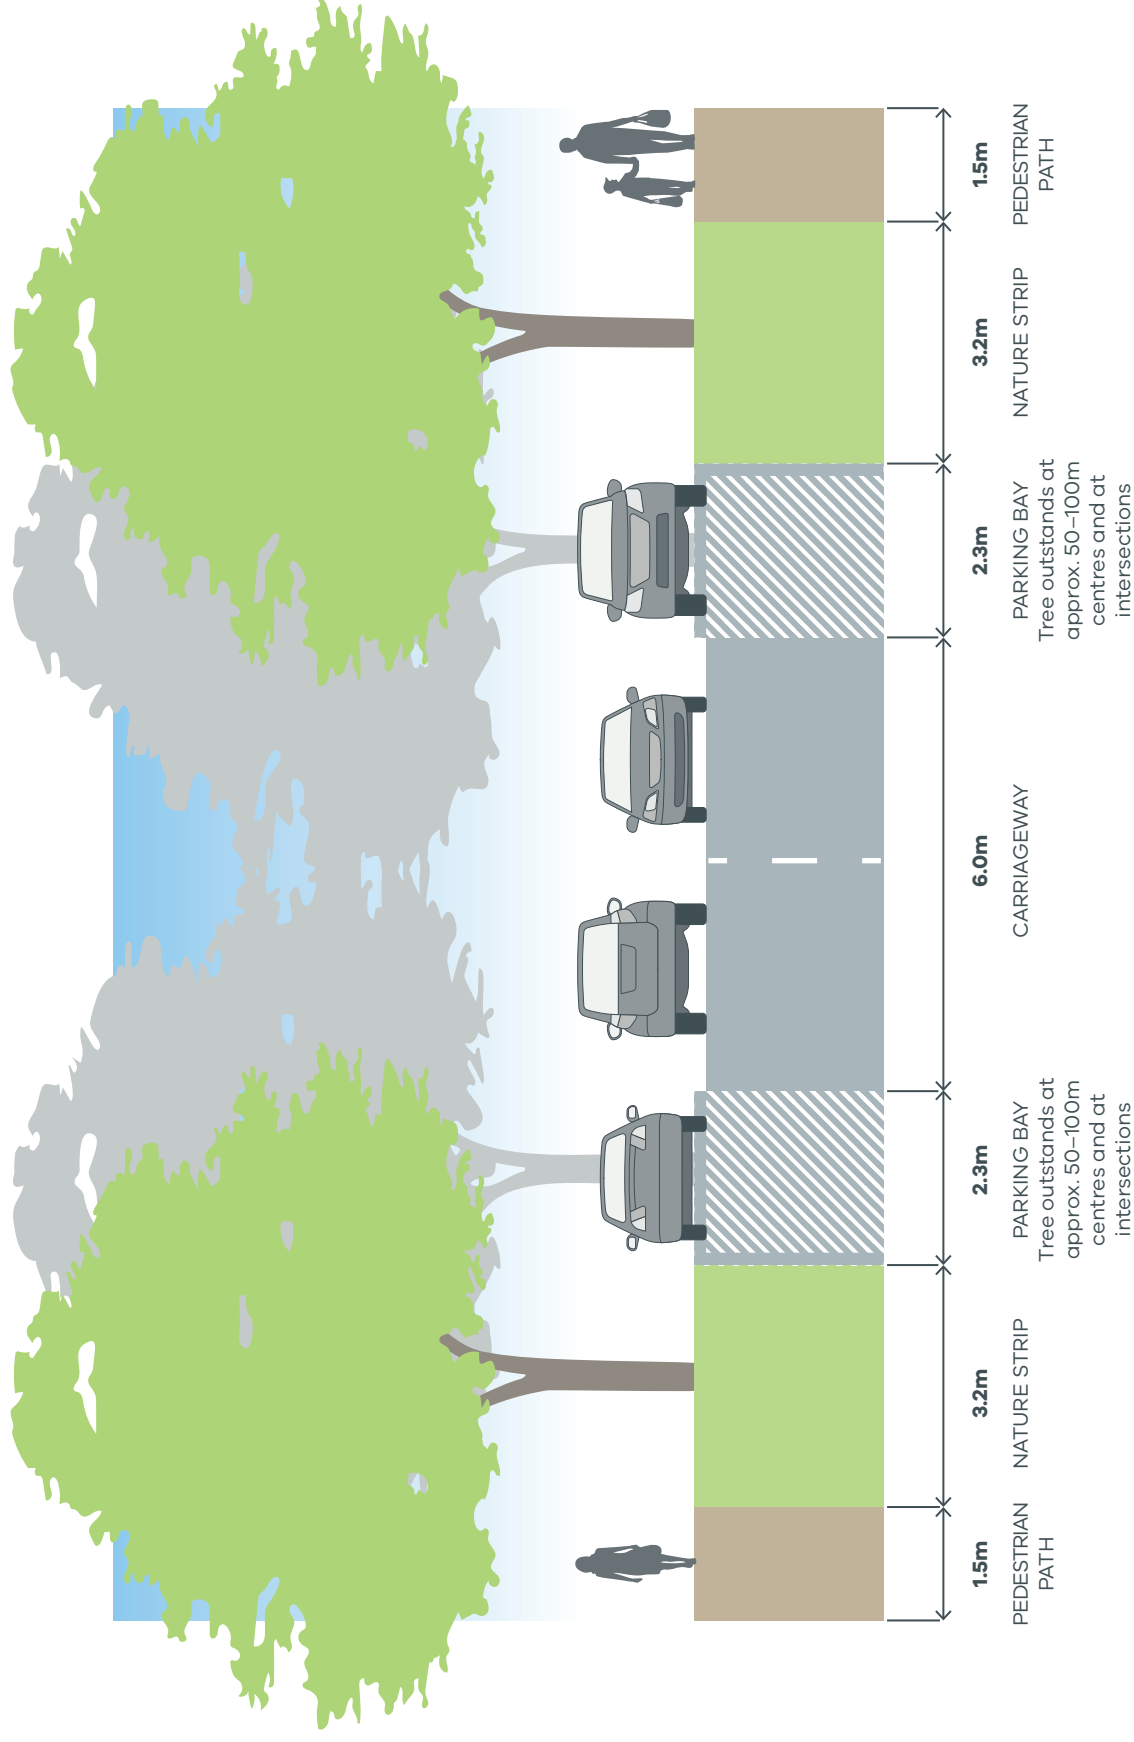 1.5m
PEDESTRIAN
PATH
3.2m
NATURE STRIP
2.3m
PARKING BAY
Tree outstands at
approx. 50–100m
centres and at
intersections
6.0m
CARRIAGEWAY
2.3m
PARKING BAY
Tree outstands at
approx. 50–100m
centres and at
intersections
3.2m
NATURE STRIP
1.5m
PEDESTRIAN
PATH